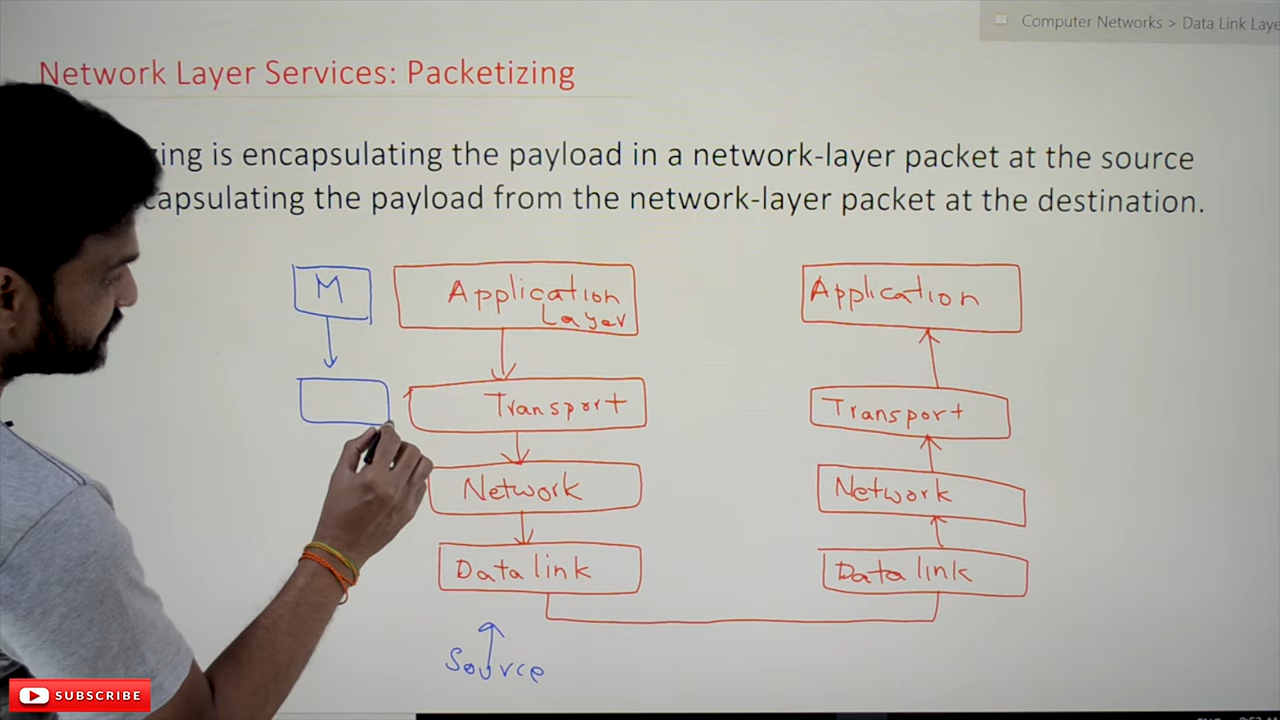 Computer Networks > Data Link Laye
Network Layer Services: Packetizing
zing is encapsulating the payload in a network-layer packet at the source
capsulating the payload from the network-layer packet at the destination.
M
Application
Layer
Application
Transport
Transport
Network
Network
Data link
Data link
Source
SUBSCRIBE